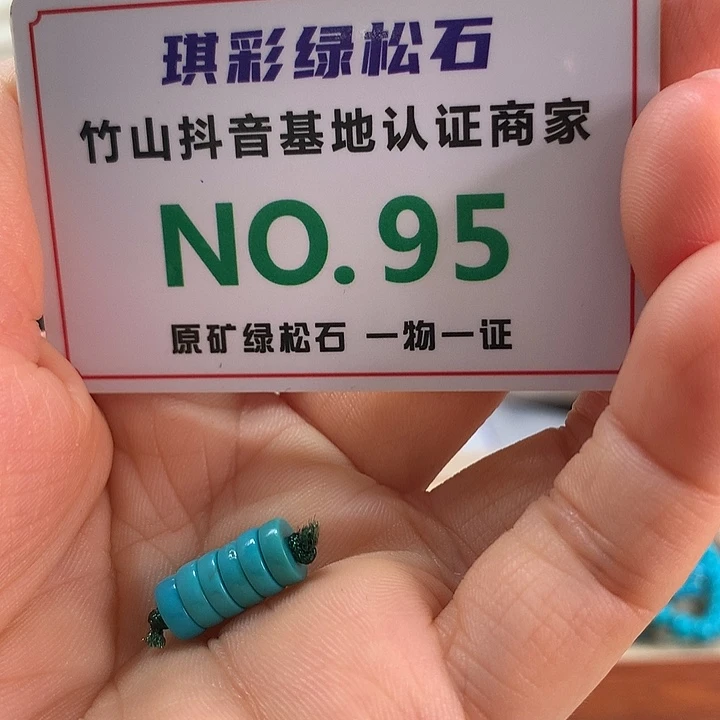 琪彩绿松石
竹山抖音基地认证商家
NO.95
原矿绿松石 一物一证